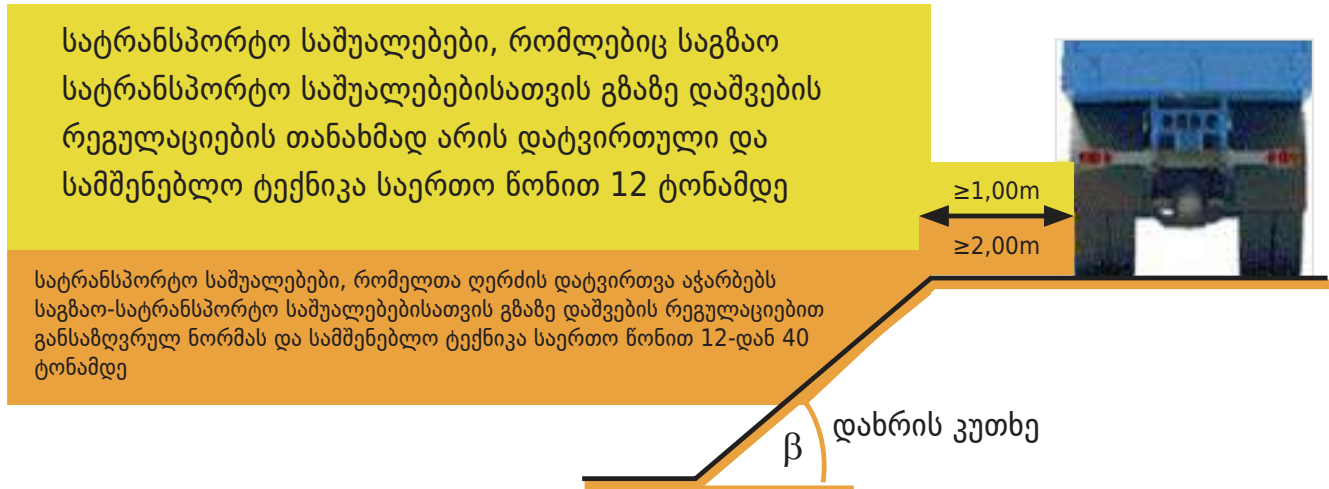 სატრანსპორტო საშუალებები, რომლებიც საგზაო
სატრანსპორტო საშუალებებისათვის გზაზე დაშვების
რეგულაციების თანახმად არის დატვირთული და
სამშენებლო ტექნიკა საერთო წონით 12 ტონამდე
≥1,00m
≥2,00m
სატრანსპორტო საშუალებები, რომელთა ღერძის დატვირთვა აჭარბებს
საგზაო-სატრანსპორტო საშუალებებისათვის გზაზე დაშვების რეგულაციებით
განსაზღვრულ ნორმას და სამშენებლო ტექნიკა საერთო წონით 12-დან 40
ტონამდე
დახრის კუთხე
β